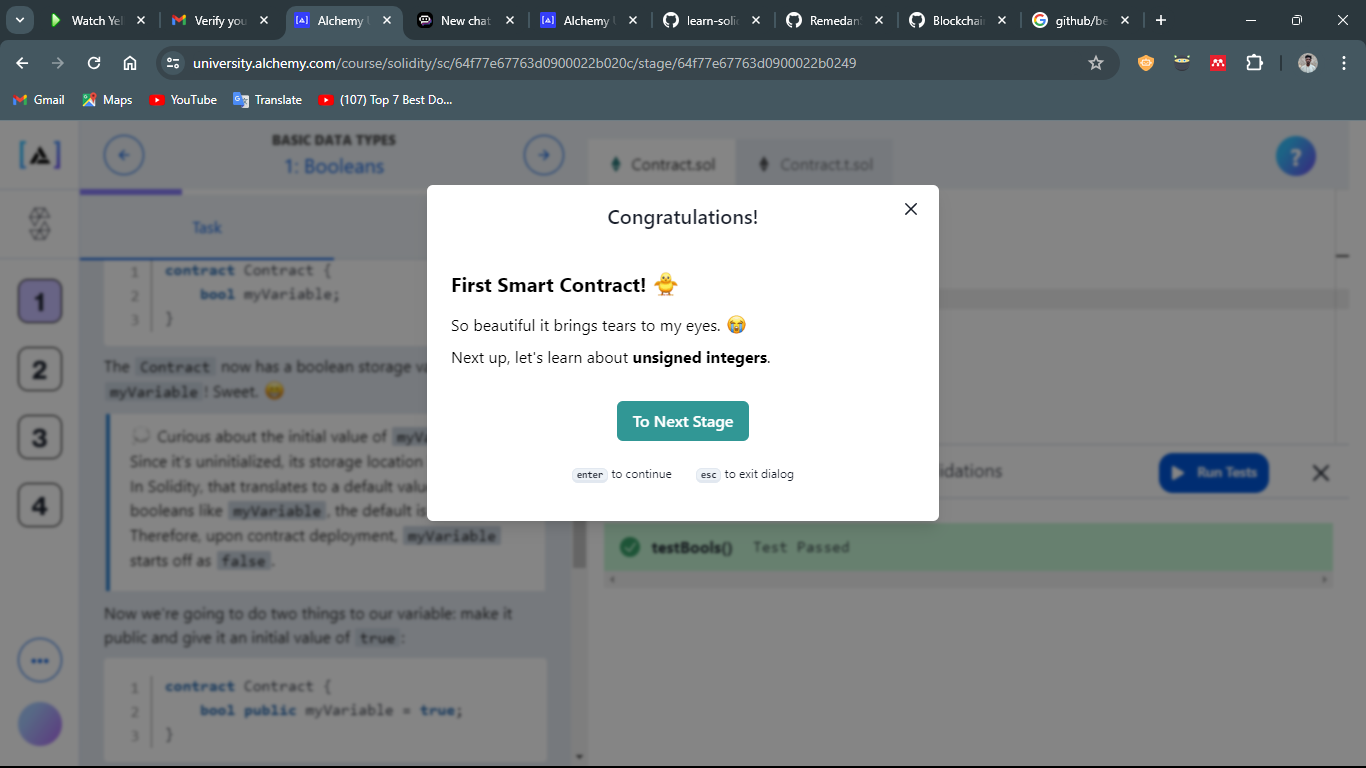 Watch Yel
Verify you
Alchemy U
New chat
Alchemy U
learn-solid
Remedan
Blockchain
github/be
university.alchemy.com/course/solidity/sc/64f77e67763d0900022b020c/stage/64f77e67763d0900022b0249
Gmail
Maps
YouTube
Translate
(107) Top 7 Best Do...
BASIC DATA TYPES
1: Booleans
Contract.sol
Contract.t.sol
?
Task
1 contract Contract {
2 bool myVariable;
3 }
1
2
3
4
The Contract now has a boolean storage va
myVariable! Sweet. 
Curious about the initial value of myVa
Since it's uninitialized, its storage location
In Solidity, that translates to a default valu
booleans like myVariable, the default is
Therefore, upon contract deployment, myVariable
starts off as false.
Now we're going to do two things to our variable: make it
public and give it an initial value of true:
1 contract Contract {
2 bool public myVariable = true;
3 }
Congratulations!
First Smart Contract! 🐥
So beautiful it brings tears to my eyes. 😭
Next up, let's learn about unsigned integers.
To Next Stage
enter to continue esc to exit dialog
idations
Run Tests
testBools() Test Passed